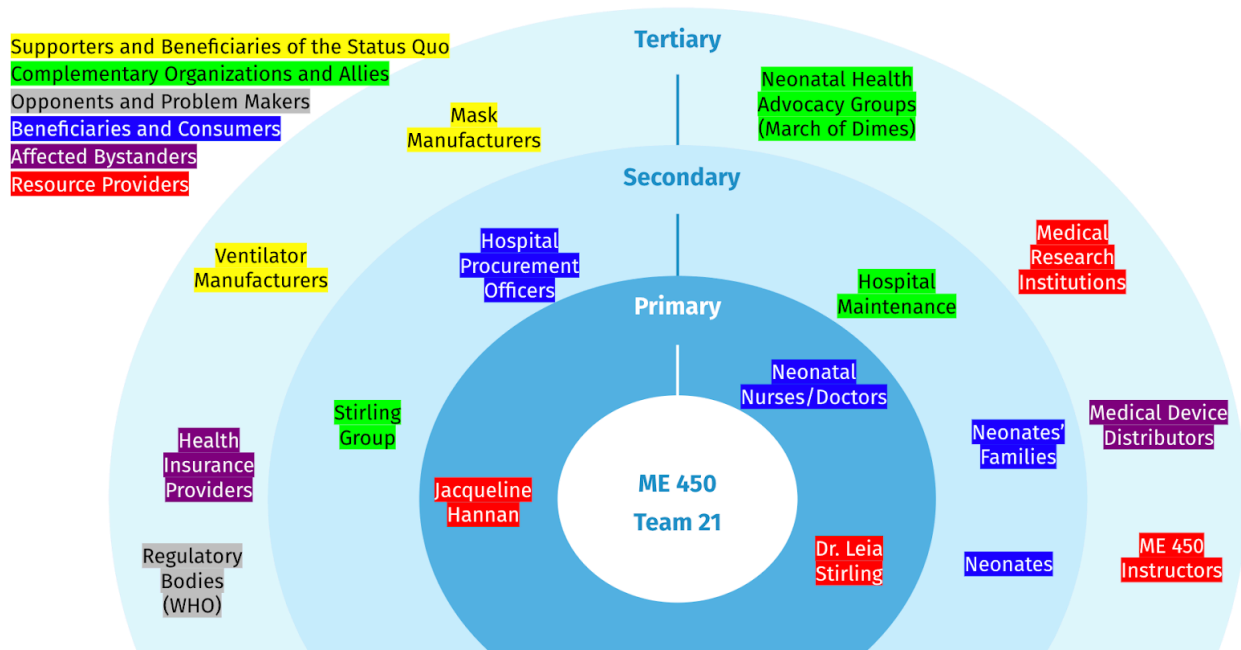 Supporters and Beneficiaries of the Status Quo
Complementary Organizations and Allies
Opponents and Problem Makers
Beneficiaries and Consumers
Affected Bystanders
Resource Providers
Tertiary
Mask
Manufacturers
Neonatal Health
Advocacy Groups
(March of Dimes)
Ventilator
Manufacturers
Medical
Research
Institutions
Health
Insurance
Providers
Medical Device
Distributors
Regulatory
Bodies
(WHO)
ME 450
Instructors
Secondary
Hospital
Procurement
Officers
Hospital
Maintenance
Stirling
Group
Neonates’
Families
Neonates
Primary
Neonatal
Nurses/Doctors
Jacqueline
Hannan
Dr. Leia
Stirling
ME 450
Team 21